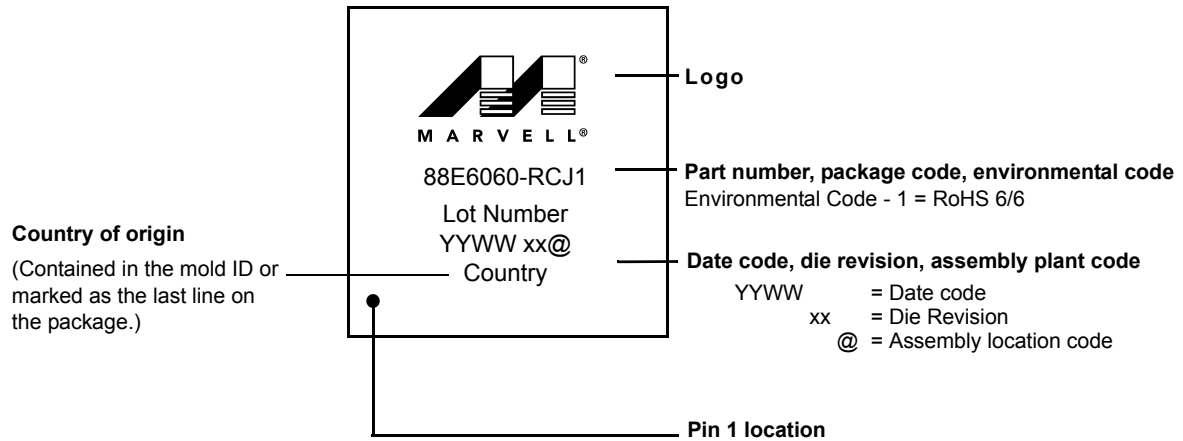 ®
MARVELL®
Logo
88E6060-RCJ1
Part number, package code, environmental code
Environmental Code - 1 = RoHS 6/6
Lot Number
YYWW xx@
Country
Country of origin
(Contained in the mold ID or
marked as the last line on
the package.)
Date code, die revision, assembly plant code
YYWW = Date code
xx = Die Revision
@ = Assembly location code
Pin 1 location